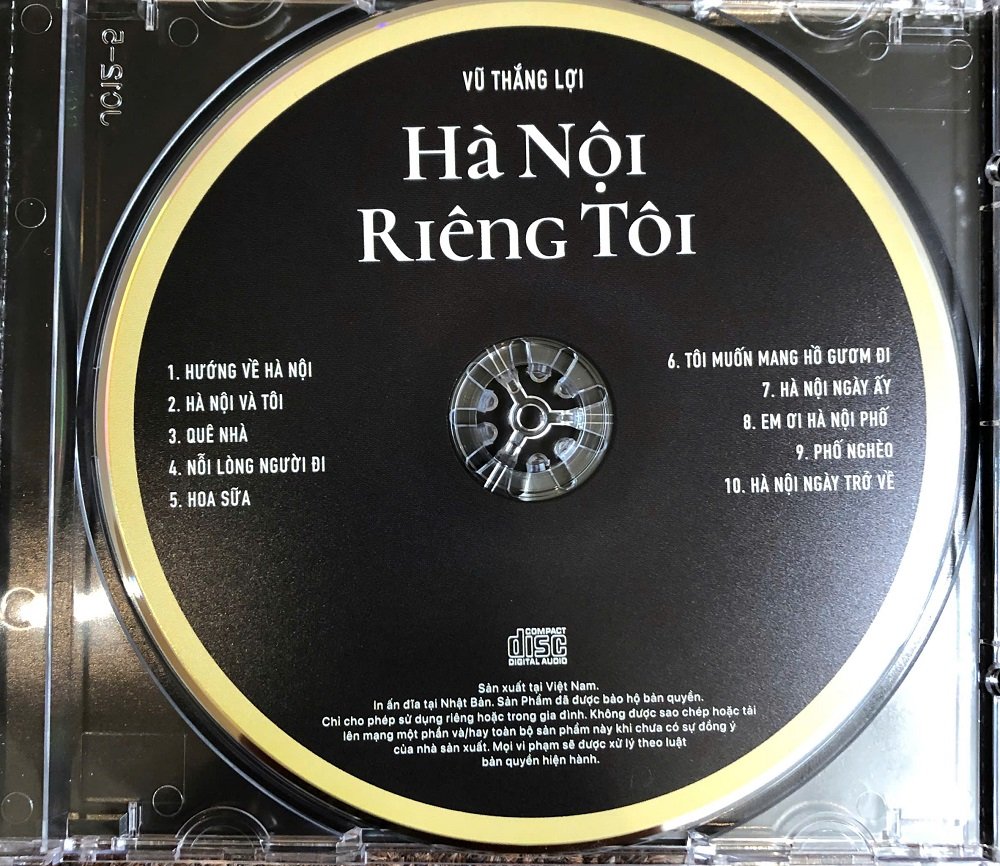 VŨ THẮNG LỢI
Hà Nội
Riêng Tôi
1. HƯỚNG VỀ HÀ NỘI
2. HÀ NỘI VÀ TÔI
3. QUÊ NHÀ
4. NỖI LÒNG NGƯỜI ĐI
5. HOA SỮA
6. TÔI MUỐN MANG HỒ GƯƠM ĐI
7. HÀ NỘI NGÀY ẤY
8. EM ƠI HÀ NỘI PHỐ
9. PHỐ NGHÈO
10. HÀ NỘI NGÀY TRỞ VỀ
COMPACT
disc
DIGITAL AUDIO
Sản xuất tại Việt Nam.
In ấn đĩa tại Nhật Bản. Sản Phẩm đã được bảo hộ bản quyền.
Chỉ cho phép sử dụng riêng hoặc trong gia đình. Không được sao chép hoặc tải
lên mạng một phần và/hay toàn bộ sản phẩm này khi chưa có sự đồng ý
của nhà sản xuất. Mọi vi phạm sẽ được xử lý theo luật
bản quyền hiện hành.